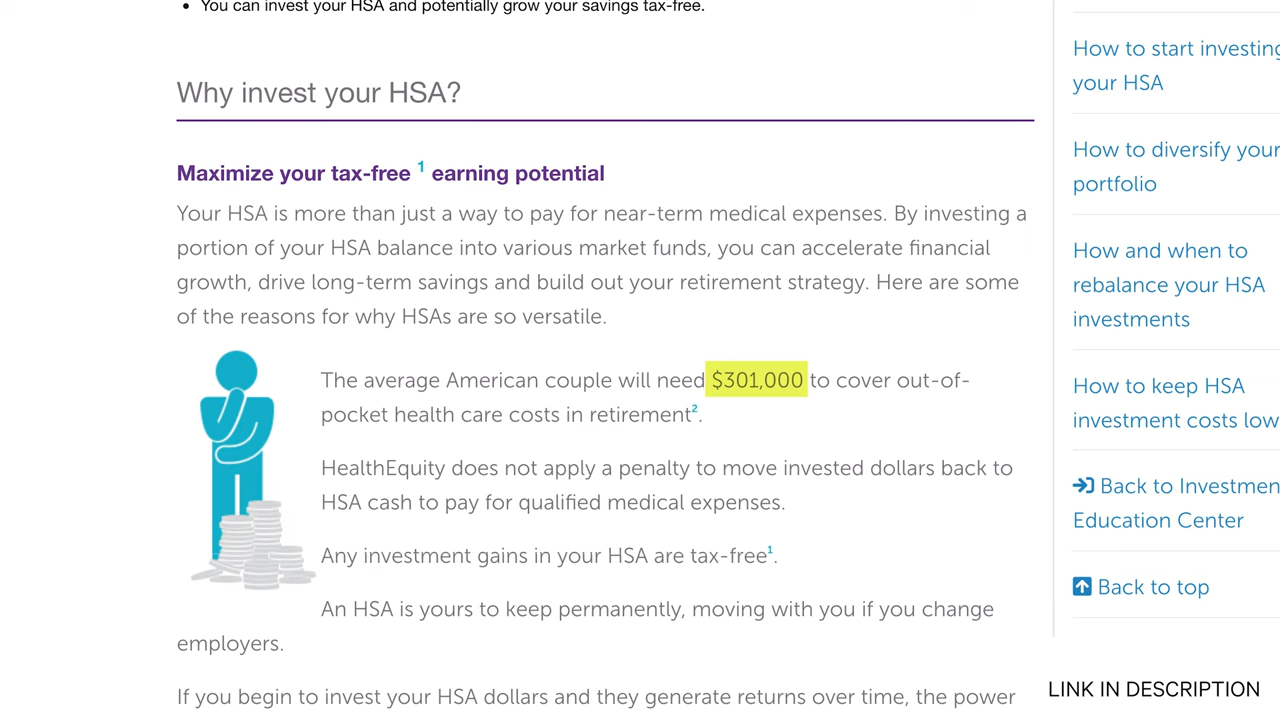 • You can invest your HSA and potentially grow your savings tax-free.
Why invest your HSA?
Maximize your tax-free 1 earning potential
Your HSA is more than just a way to pay for near-term medical expenses. By investing a
portion of your HSA balance into various market funds, you can accelerate financial
growth, drive long-term savings and build out your retirement strategy. Here are some
of the reasons for why HSAs are so versatile.
The average American couple will need $301,000 to cover out-of-
pocket health care costs in retirement2.
HealthEquity does not apply a penalty to move invested dollars back to
HSA cash to pay for qualified medical expenses.
Any investment gains in your HSA are tax-free1.
An HSA is yours to keep permanently, moving with you if you change
employers.
If you begin to invest your HSA dollars and they generate returns over time, the power
How to start investing
your HSA
How to diversify your
portfolio
How and when to
rebalance your HSA
investments
How to keep HSA
investment costs low
Back to Investmen
Education Center
Back to top
LINK IN DESCRIPTION